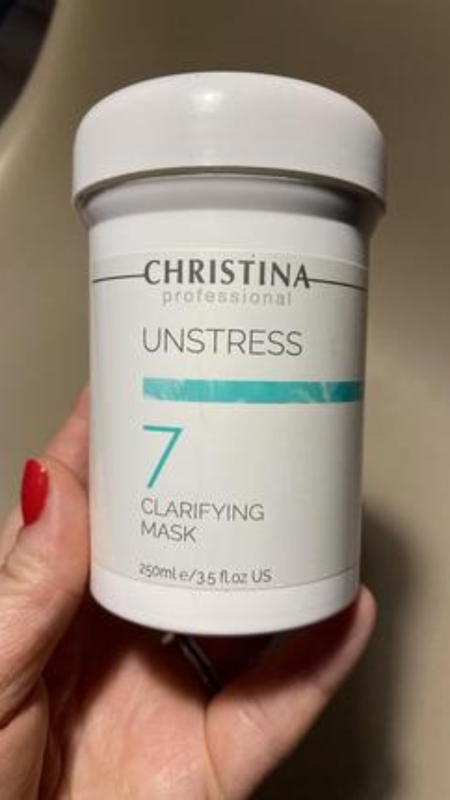 CHRISTINA
professional
UNSTRESS
7
CLARIFYING
MASK
250ml e/3.5 fl.oz US